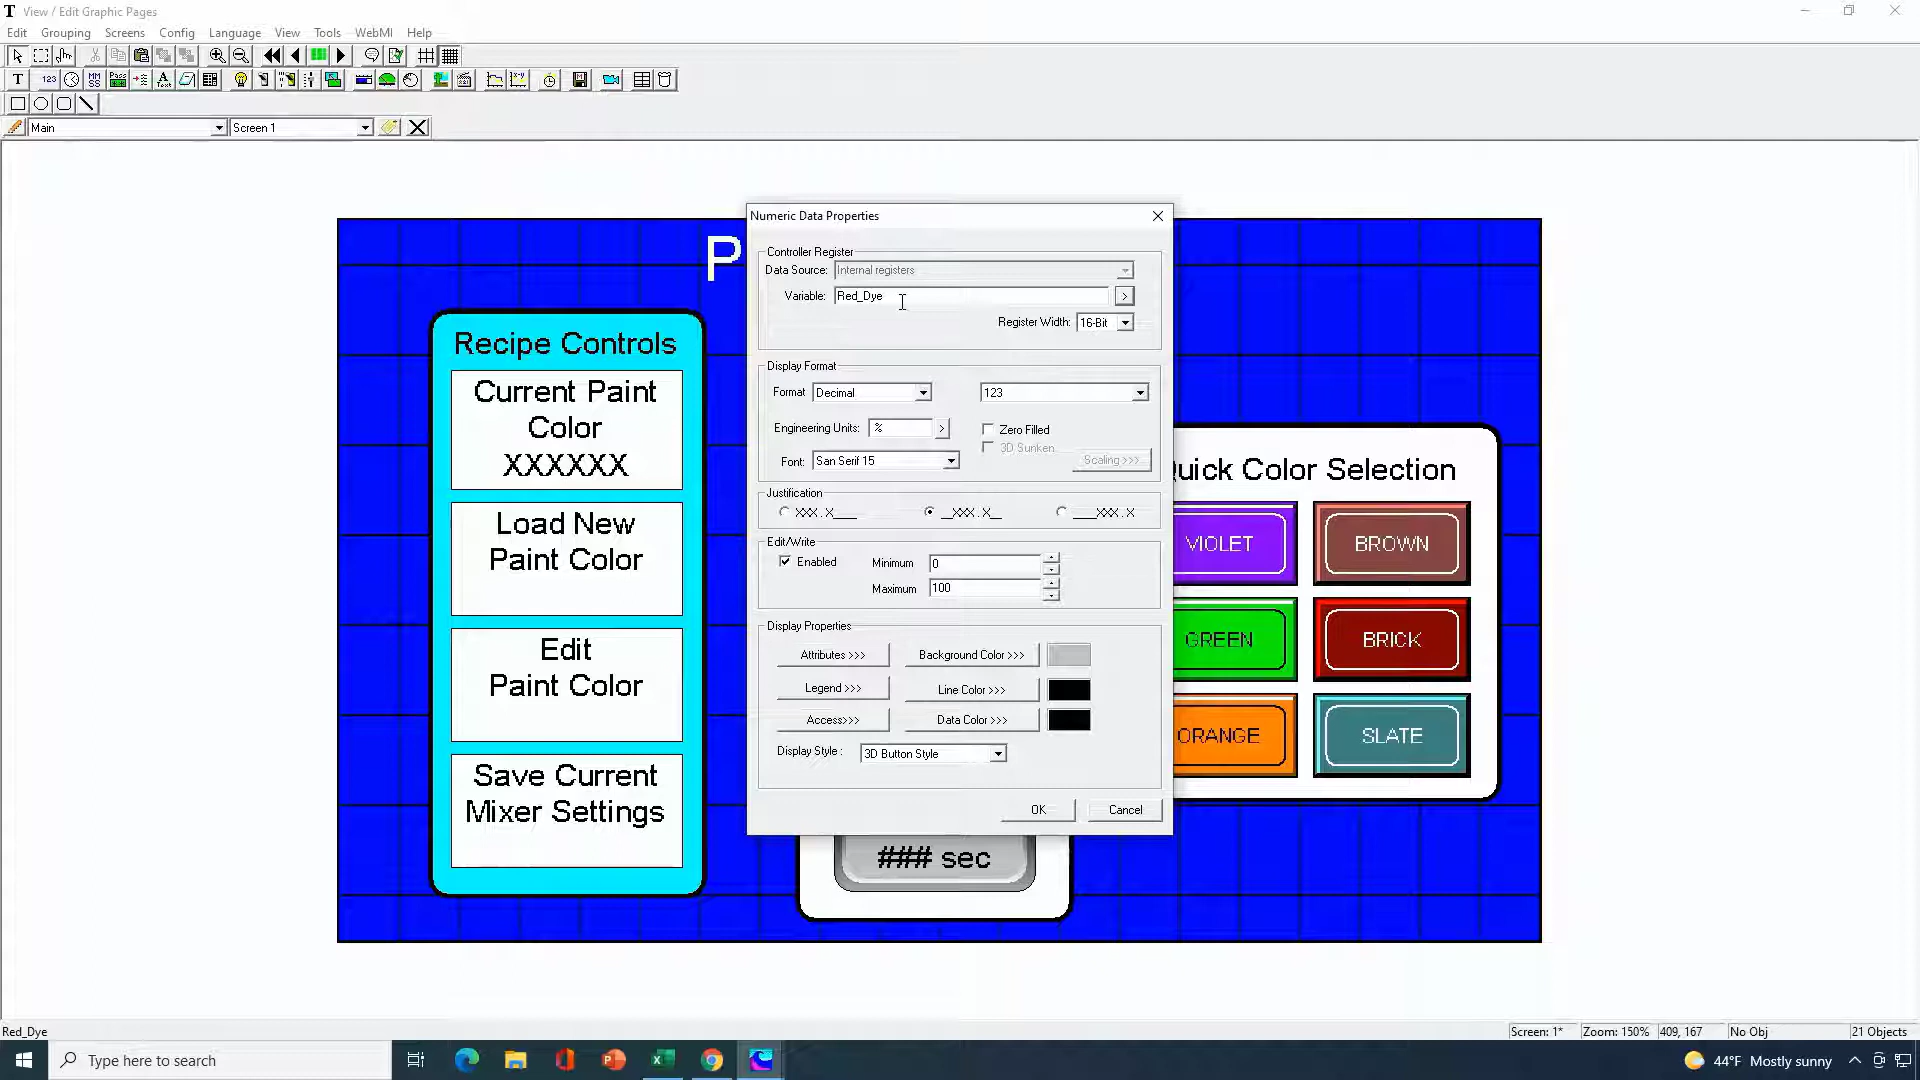 View / Edit Graphic Pages
Edit Grouping Screens Config Language View Tools WebMI Help
Main Screen 1
Numeric Data Properties
Controller Register
Data Source: Internal registers
Variable: Red_Dye >
Register Width: 16-Bit
Display Format
Format Decimal 123
Engineering Units: % >
Zero Filled
3D Sunken
Font: San Serif 15
Scaling >>>
Justification
XXX . X____ __XXX . X__ ____XXX . X
Edit/Write
Enabled Minimum 0
Maximum 100
Display Properties
Attributes >>> Background Color >>>
Legend >>> Line Color >>>
Access>>> Data Color >>>
Display Style : 3D Button Style
OK Cancel
P
Recipe Controls
Current Paint
Color
XXXXXX
Load New
Paint Color
Edit
Paint Color
Save Current
Mixer Settings
### sec
uick Color Selection
VIOLET BROWN
GREEN BRICK
ORANGE SLATE
Red_Dye Screen: 1* Zoom: 150% 409, 167 No Obj 21 Objects
Type here to search 44°F Mostly sunny